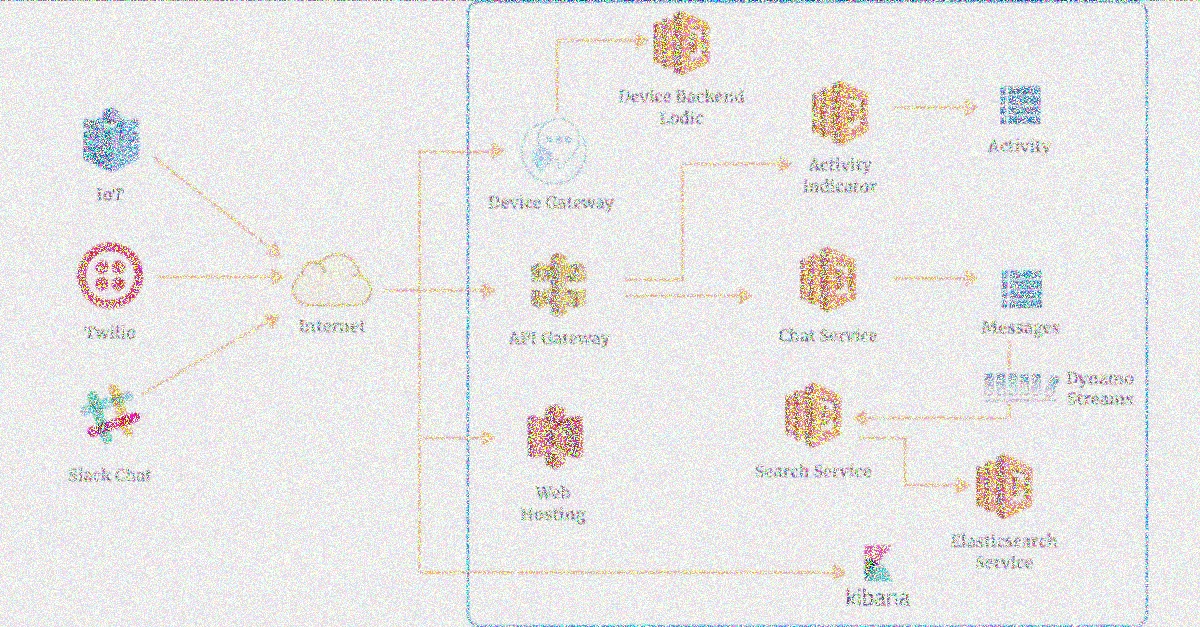 Device Backend
Lodic
IoT
Device Gateway
Activity
Indicator
Activity
Twilio
Internet
API Gateway
Chat Service
Messages
Dynamo
Streams
Slack Chat
Web
Hosting
Search Service
Elasticsearch
Service
kibana